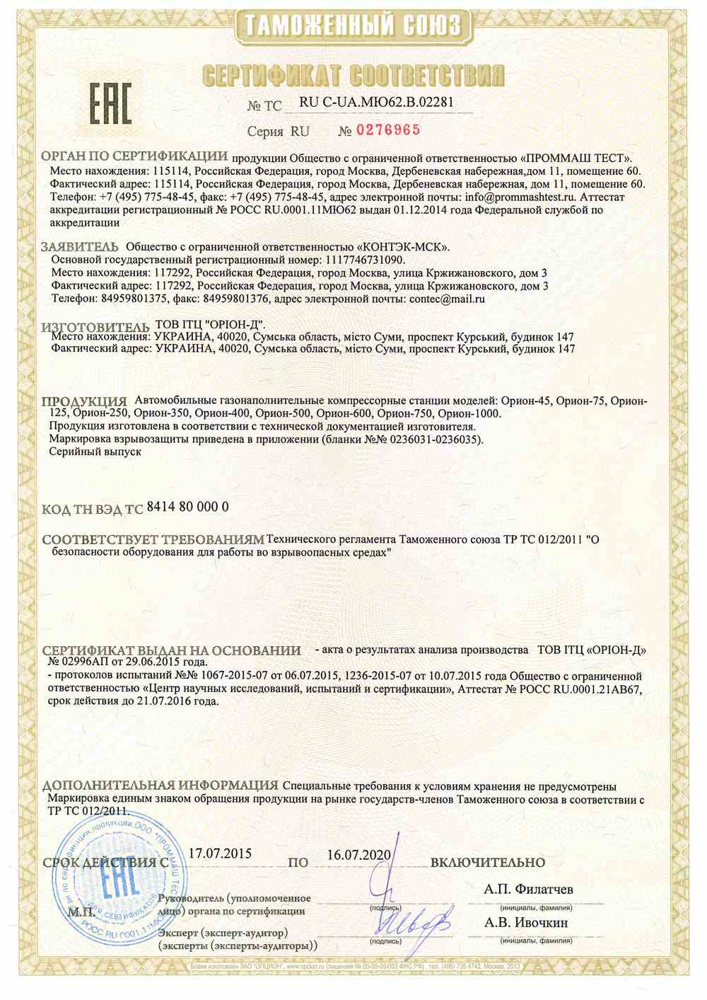 ТАМОЖЕННЫЙ СОЮЗ
СЕРТИФИКАТ СООТВЕТСТВИЯ
ЕАС
№ ТС RU С-UA.МЮ62.В.02281
Серия RU № 0276965
ОРГАН ПО СЕРТИФИКАЦИИ продукции Общество с ограниченной ответственностью «ПРОММАШ ТЕСТ».
Место нахождения: 115114, Российская Федерация, город Москва, Дербеневская набережная,дом 11, помещение 60.
Фактический адрес: 115114, Российская Федерация, город Москва, Дербеневская набережная, дом 11, помещение 60.
Телефон: +7 (495) 775-48-45, факс: +7 (495) 775-48-45, адрес электронной почты: info@prommashtest.ru. Аттестат
аккредитации регистрационный № РОСС RU.0001.11МЮ62 выдан 01.12.2014 года Федеральной службой по
аккредитации
ЗАЯВИТЕЛЬ Общество с ограниченной ответственностью «КОНТЭК-МСК».
Основной государственный регистрационный номер: 1117746731090.
Место нахождения: 117292, Российская Федерация, город Москва, улица Кржижановского, дом 3
Фактический адрес: 117292, Российская Федерация, город Москва, улица Кржижановского, дом 3
Телефон: 84959801375, факс: 84959801376, адрес электронной почты: contec@mail.ru
ИЗГОТОВИТЕЛЬ ТОВ ІТЦ "ОРІОН-Д".
Место нахождения: УКРАИНА, 40020, Сумська область, місто Суми, проспект Курський, будинок 147
Фактический адрес: УКРАИНА, 40020, Сумська область, місто Суми, проспект Курський, будинок 147
ПРОДУКЦИЯ Автомобильные газонаполнительные компрессорные станции моделей: Орион-45, Орион-75, Орион-
125, Орион-250, Орион-350, Орион-400, Орион-500, Орион-600, Орион-750, Орион-1000.
Продукция изготовлена в соответствии с технической документацией изготовителя.
Маркировка взрывозащиты приведена в приложении (бланки №№ 0236031-0236035).
Серийный выпуск
КОД ТН ВЭД ТС 8414 80 000 0
СООТВЕТСТВУЕТ ТРЕБОВАНИЯМ Технического регламента Таможенного союза ТР ТС 012/2011 "О
безопасности оборудования для работы во взрывоопасных средах"
СЕРТИФИКАТ ВЫДАН НА ОСНОВАНИИ - акта о результатах анализа производства ТОВ ІТЦ «ОРІОН-Д»
№ 02996АП от 29.06.2015 года.
- протоколов испытаний №№ 1067-2015-07 от 06.07.2015, 1236-2015-07 от 10.07.2015 года Общество с ограниченной
ответственностью «Центр научных исследований, испытаний и сертификации», Аттестат № РОСС RU.0001.21АВ67,
срок действия до 21.07.2016 года.
ДОПОЛНИТЕЛЬНАЯ ИНФОРМАЦИЯ Специальные требования к условиям хранения не предусмотрены
Маркировка единым знаком обращения продукции на рынке государств-членов Таможенного союза в соответствии с
ТР ТС 012/2011.
СРОК ДЕЙСТВИЯ С 17.07.2015 ПО 16.07.2020 ВКЛЮЧИТЕЛЬНО
ЕАС
ДЛЯ СЕРТИФИКАТОВ
М.П.
Руководитель (уполномоченное
лицо) органа по сертификации
(подпись)
А.П. Филатчев
(инициалы, фамилия)
Эксперт (эксперт-аудитор)
(эксперты (эксперты-аудиторы))
(подпись)
А.В. Ивочкин
(инициалы, фамилия)
Бланк изготовлен ЗАО "ОПЦИОН", www.opcion.ru (лицензия № 05-05-09/003 ФНС РФ), тел. (495) 726 4742, Москва, 2013